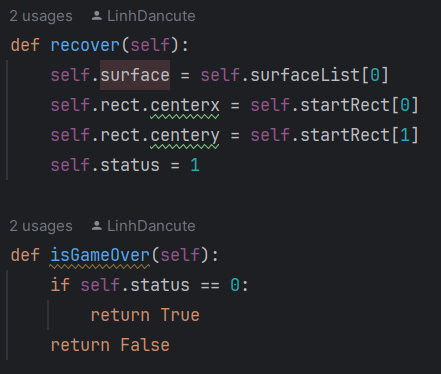 2 usages LinhDancute
def recover(self):
    self.surface = self.surfaceList[0]
    self.rect.centerx = self.startRect[0]
    self.rect.centery = self.startRect[1]
    self.status = 1
2 usages LinhDancute
def isGameOver(self):
    if self.status == 0:
        return True
    return False